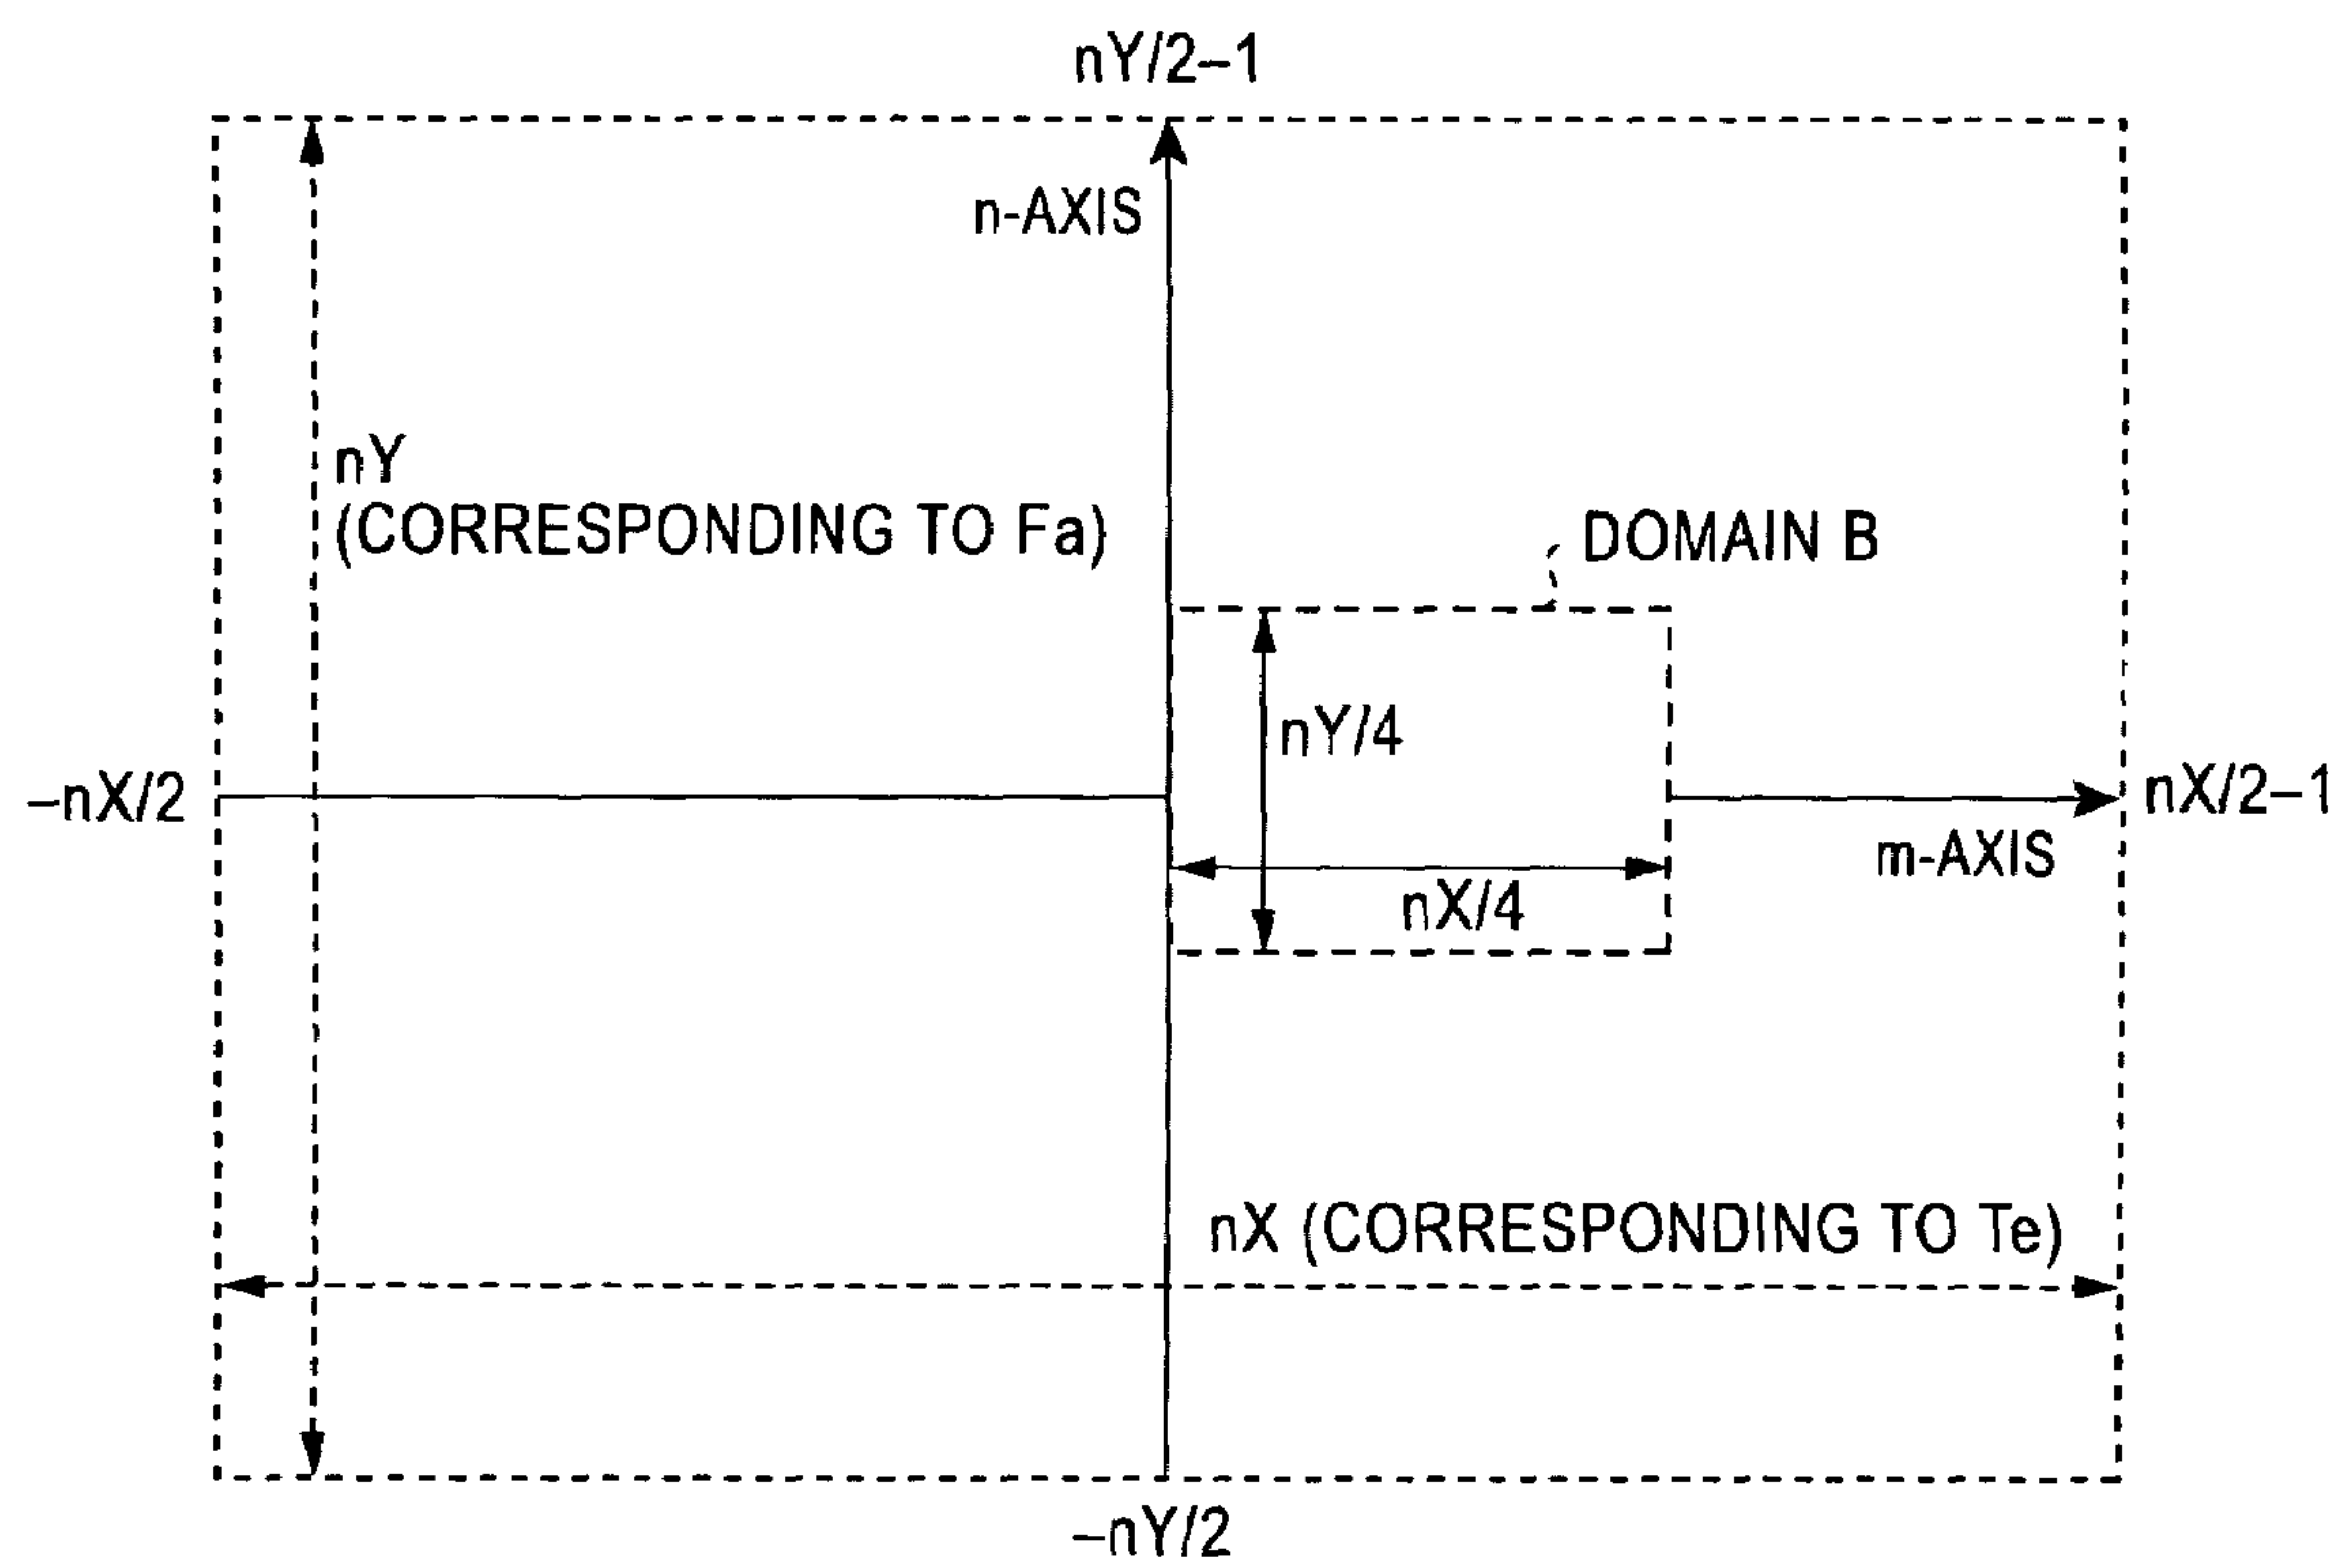 nY/2–1
n-AXIS
nY
(CORRESPONDING TO Fa)
DOMAIN B
nY/4
–nX/2
nX/2–1
m-AXIS
nX/4
nX (CORRESPONDING TO Te)
–nY/2